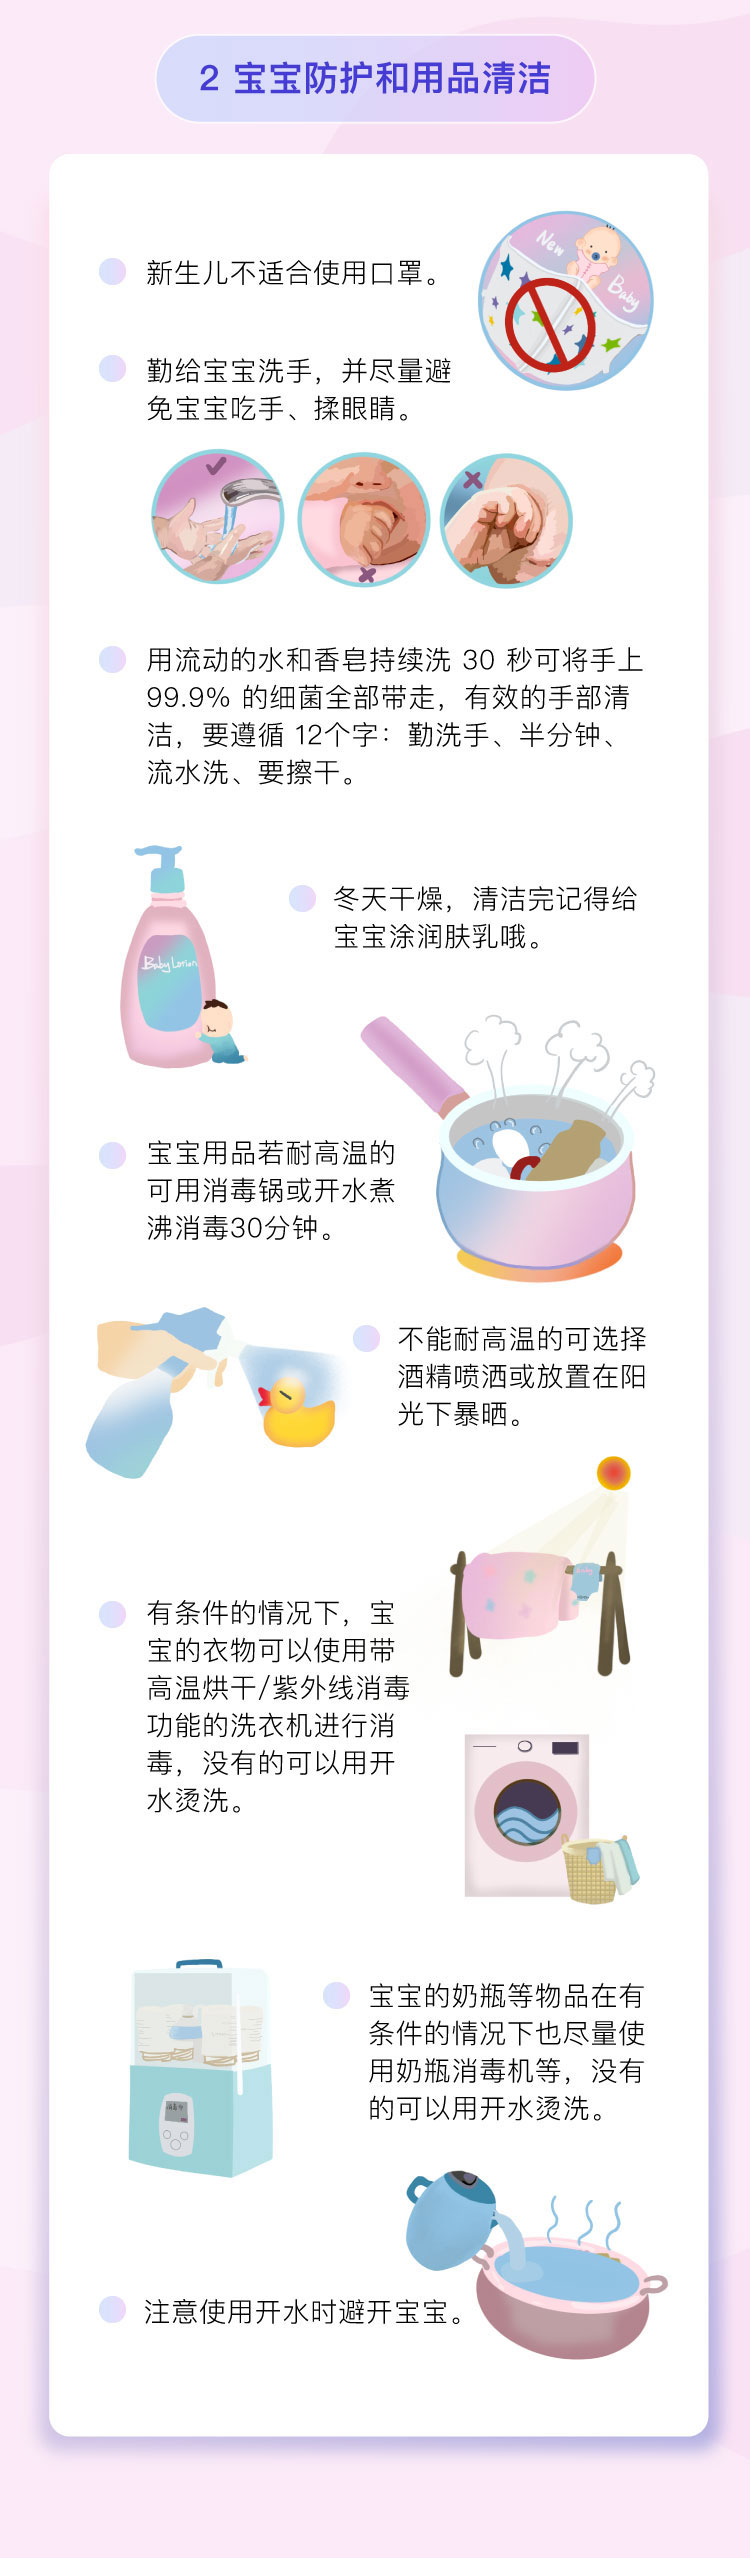 2 宝宝防护和用品清洁
新生儿不适合使用口罩。
New
Baby
勤给宝宝洗手，并尽量避
免宝宝吃手、揉眼睛。
用流动的水和香皂持续洗 30 秒可将手上
99.9% 的细菌全部带走，有效的手部清
洁，要遵循 12个字：勤洗手、半分钟、
流水洗、要擦干。
冬天干燥，清洁完记得给
宝宝涂润肤乳哦。
Baby Lotion
宝宝用品若耐高温的
可用消毒锅或开水煮
沸消毒30分钟。
不能耐高温的可选择
酒精喷洒或放置在阳
光下暴晒。
Baby
有条件的情况下，宝
宝的衣物可以使用带
高温烘干/紫外线消毒
功能的洗衣机进行消
毒，没有的可以用开
水烫洗。
宝宝的奶瓶等物品在有
条件的情况下也尽量使
用奶瓶消毒机等，没有
的可以用开水烫洗。
注意使用开水时避开宝宝。